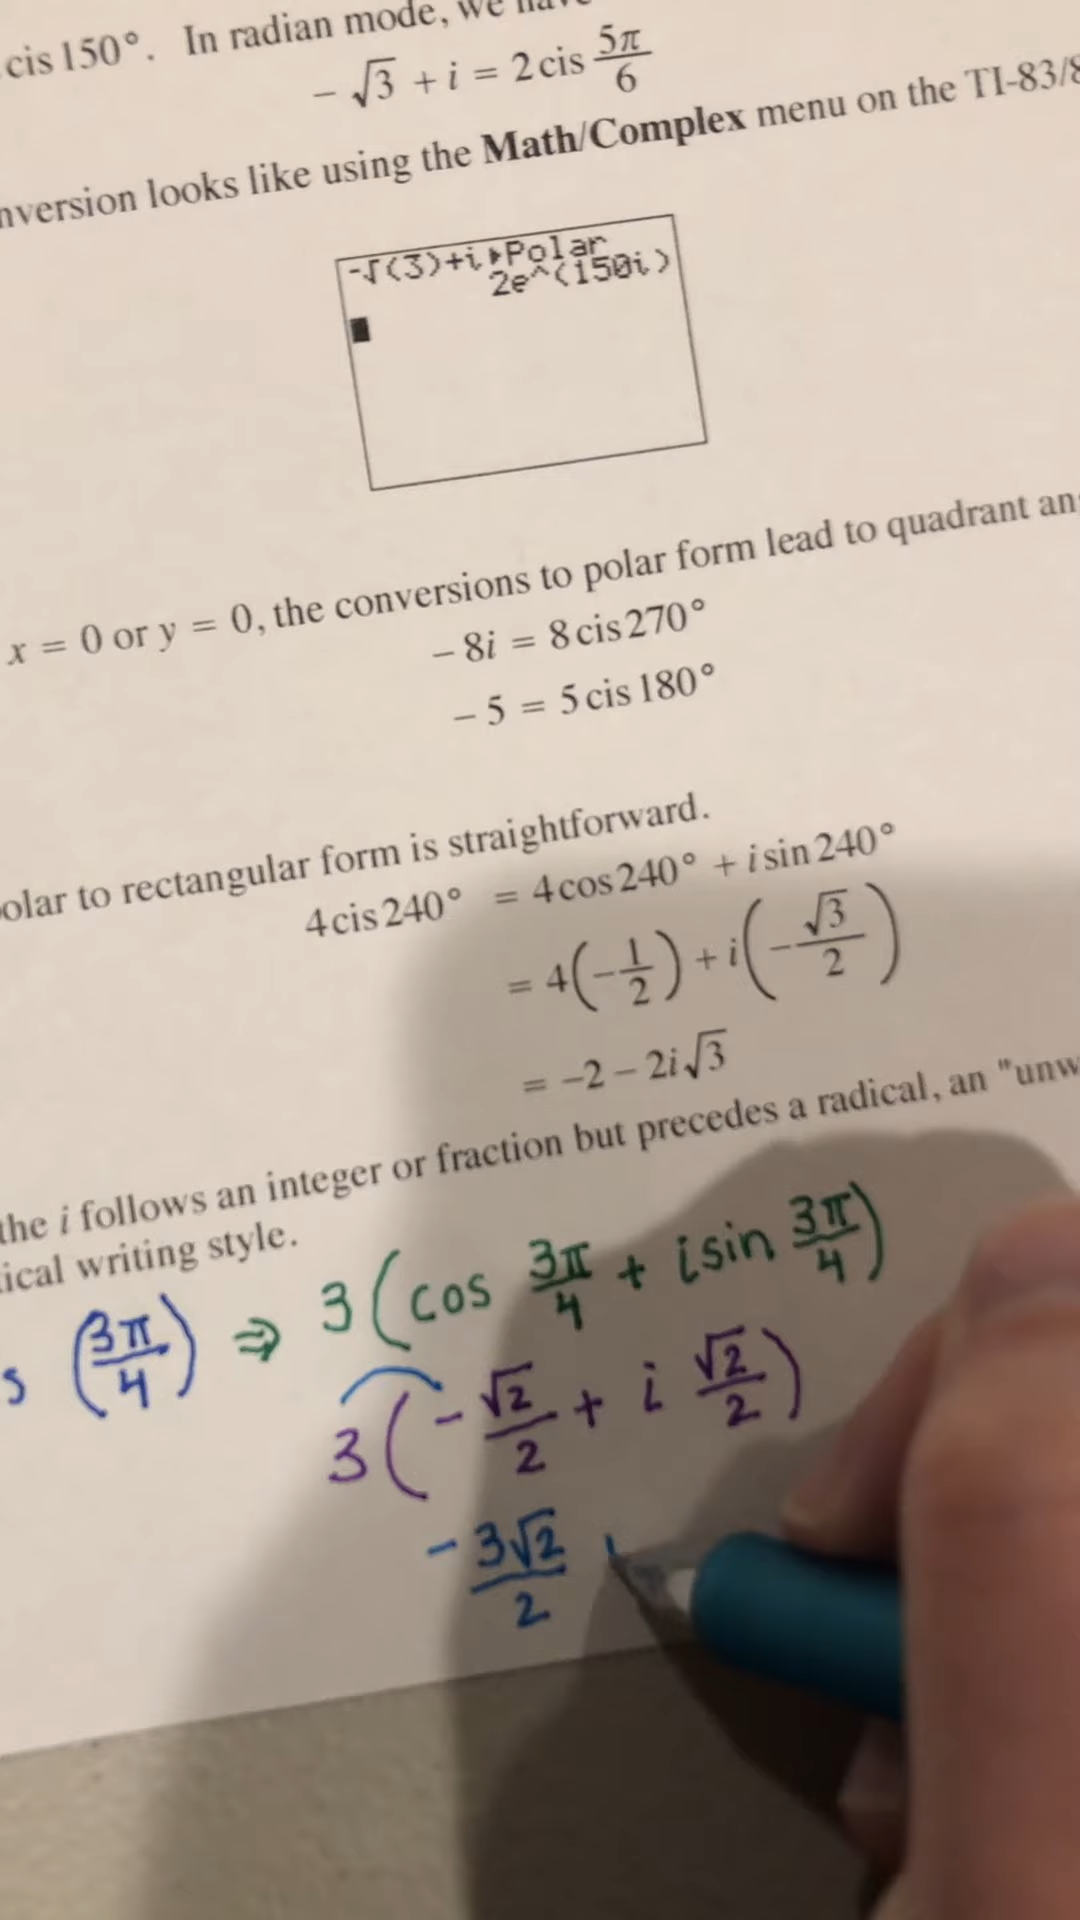 cis 150°. In radian mode, we have
− √3 + i = 2 cis 5π/6
nversion looks like using the Math/Complex menu on the TI-83/8
-√(3)+i▸Polar
2e^(150i)
x = 0 or y = 0, the conversions to polar form lead to quadrant an
− 8i = 8 cis 270°
− 5 = 5 cis 180°
olar to rectangular form is straightforward.
4 cis 240° = 4 cos 240° + i sin 240°
= 4(−1/2) + i(−√3/2)
= −2 − 2i√3
the i follows an integer or fraction but precedes a radical, an "unw
ical writing style.
s (3π/4) ⇒ 3(cos 3π/4 + i sin 3π/4)
3(-√2/2 + i √2/2)
-3√2/2